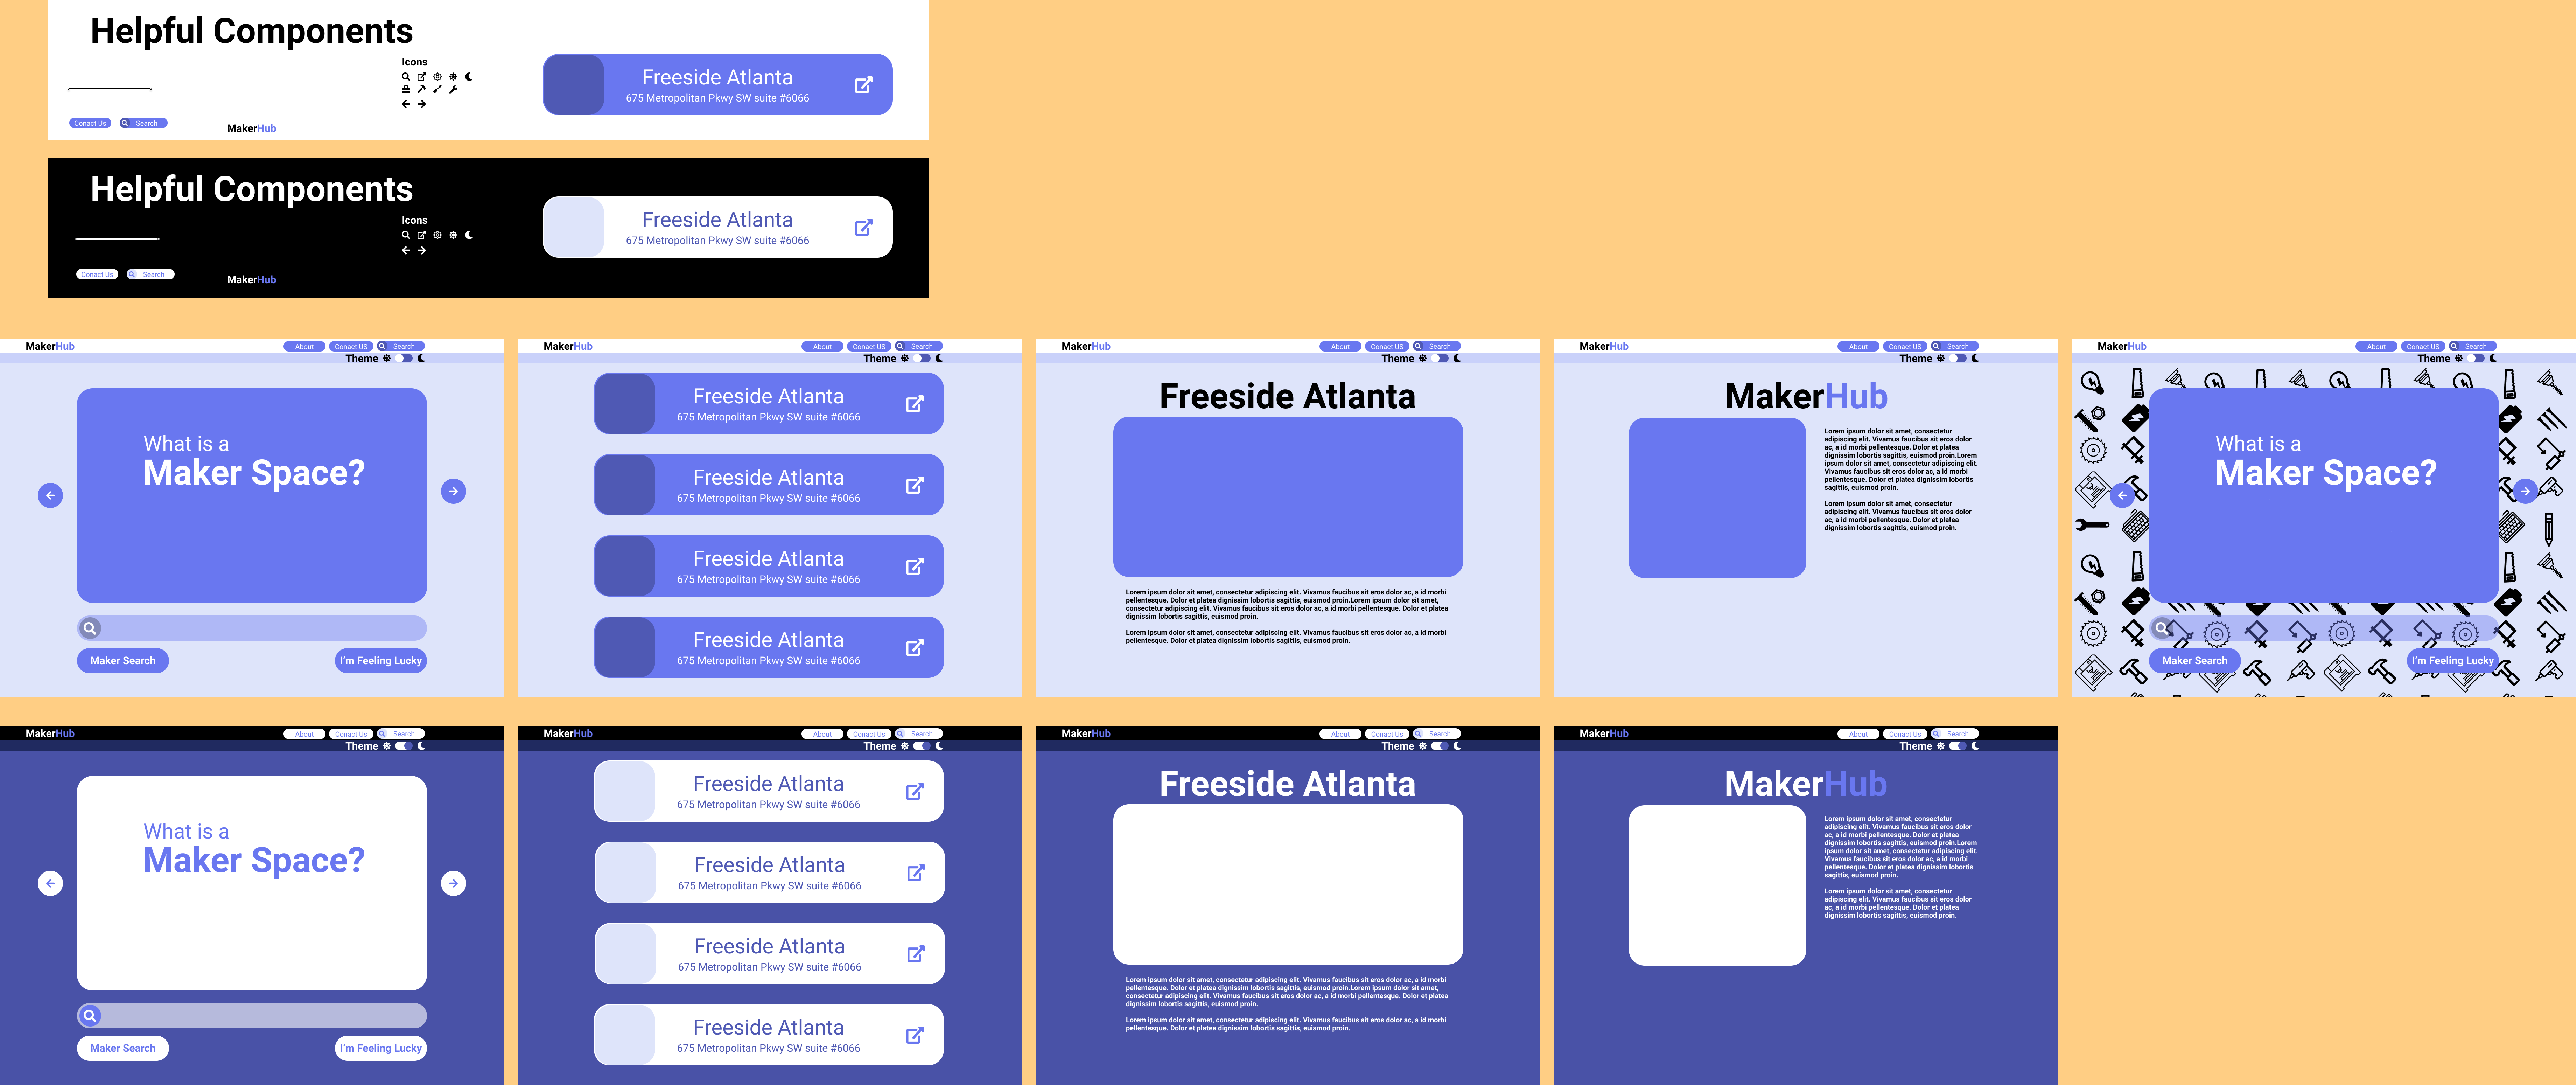 Helpful Components
Icons
Freeside Atlanta
675 Metropolitan Pkwy SW suite #6066
Conact Us
Search
MakerHub
Helpful Components
Icons
Freeside Atlanta
675 Metropolitan Pkwy SW suite #6066
Conact Us
Search
MakerHub
MakerHub
About
Conact US
Search
Theme
What is a
Maker Space?
Maker Search
I'm Feeling Lucky
MakerHub
About
Conact US
Search
Theme
Freeside Atlanta
675 Metropolitan Pkwy SW suite #6066
Freeside Atlanta
675 Metropolitan Pkwy SW suite #6066
Freeside Atlanta
675 Metropolitan Pkwy SW suite #6066
Freeside Atlanta
675 Metropolitan Pkwy SW suite #6066
MakerHub
About
Conact US
Search
Theme
Freeside Atlanta
Lorem ipsum dolor sit amet, consectetur adipiscing elit. Vivamus faucibus sit eros dolor ac, a id morbi
pellentesque. Dolor et platea dignissim lobortis sagittis, euismod proin.Lorem ipsum dolor sit amet,
consectetur adipiscing elit. Vivamus faucibus sit eros dolor ac, a id morbi pellentesque. Dolor et platea
dignissim lobortis sagittis, euismod proin.
Lorem ipsum dolor sit amet, consectetur adipiscing elit. Vivamus faucibus sit eros dolor ac, a id morbi
pellentesque. Dolor et platea dignissim lobortis sagittis, euismod proin.
MakerHub
About
Conact US
Search
Theme
MakerHub
Lorem ipsum dolor sit amet, consectetur
adipiscing elit. Vivamus faucibus sit eros dolor
ac, a id morbi pellentesque. Dolor et platea
dignissim lobortis sagittis, euismod proin.Lorem
ipsum dolor sit amet, consectetur adipiscing elit.
Vivamus faucibus sit eros dolor ac, a id morbi
pellentesque. Dolor et platea dignissim lobortis
sagittis, euismod proin.
Lorem ipsum dolor sit amet, consectetur
adipiscing elit. Vivamus faucibus sit eros dolor
ac, a id morbi pellentesque. Dolor et platea
dignissim lobortis sagittis, euismod proin.
MakerHub
About
Conact US
Search
Theme
What is a
Maker Space?
Maker Search
I'm Feeling Lucky
MakerHub
About
Conact Us
Search
Theme
What is a
Maker Space?
Maker Search
I'm Feeling Lucky
MakerHub
About
Conact Us
Search
Theme
Freeside Atlanta
675 Metropolitan Pkwy SW suite #6066
Freeside Atlanta
675 Metropolitan Pkwy SW suite #6066
Freeside Atlanta
675 Metropolitan Pkwy SW suite #6066
Freeside Atlanta
675 Metropolitan Pkwy SW suite #6066
MakerHub
About
Conact Us
Search
Theme
Freeside Atlanta
Lorem ipsum dolor sit amet, consectetur adipiscing elit. Vivamus faucibus sit eros dolor ac, a id morbi
pellentesque. Dolor et platea dignissim lobortis sagittis, euismod proin.Lorem ipsum dolor sit amet,
consectetur adipiscing elit. Vivamus faucibus sit eros dolor ac, a id morbi pellentesque. Dolor et platea
dignissim lobortis sagittis, euismod proin.
Lorem ipsum dolor sit amet, consectetur adipiscing elit. Vivamus faucibus sit eros dolor ac, a id morbi
pellentesque. Dolor et platea dignissim lobortis sagittis, euismod proin.
MakerHub
About
Conact Us
Search
Theme
MakerHub
Lorem ipsum dolor sit amet, consectetur
adipiscing elit. Vivamus faucibus sit eros dolor
ac, a id morbi pellentesque. Dolor et platea
dignissim lobortis sagittis, euismod proin.Lorem
ipsum dolor sit amet, consectetur adipiscing elit.
Vivamus faucibus sit eros dolor ac, a id morbi
pellentesque. Dolor et platea dignissim lobortis
sagittis, euismod proin.
Lorem ipsum dolor sit amet, consectetur
adipiscing elit. Vivamus faucibus sit eros dolor
ac, a id morbi pellentesque. Dolor et platea
dignissim lobortis sagittis, euismod proin.